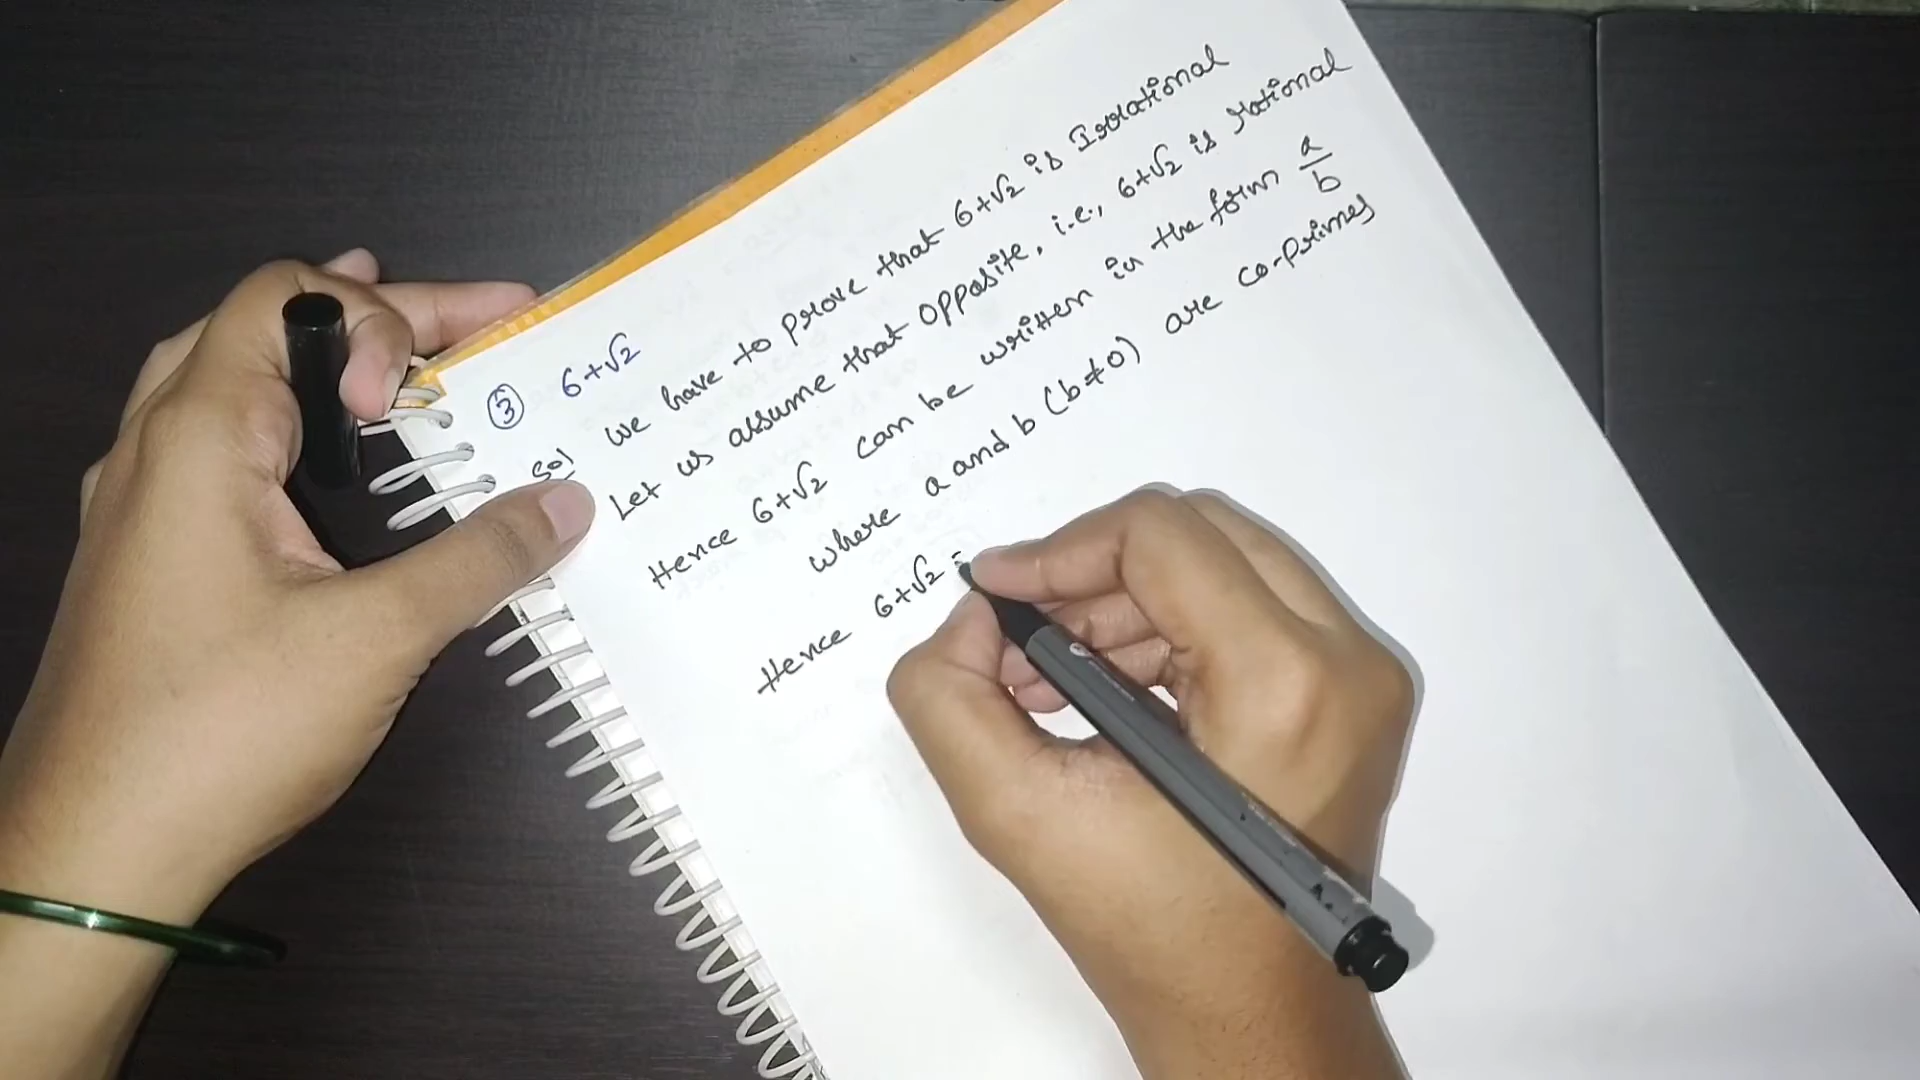 ③ 6+√2
Sol We have to prove that 6+√2 is Irrational
Let us assume that opposite, i.e., 6+√2 is rational
Hence 6+√2 can be written in the form a/b
where a and b (b≠0) are co-primes
Hence 6+√2 =